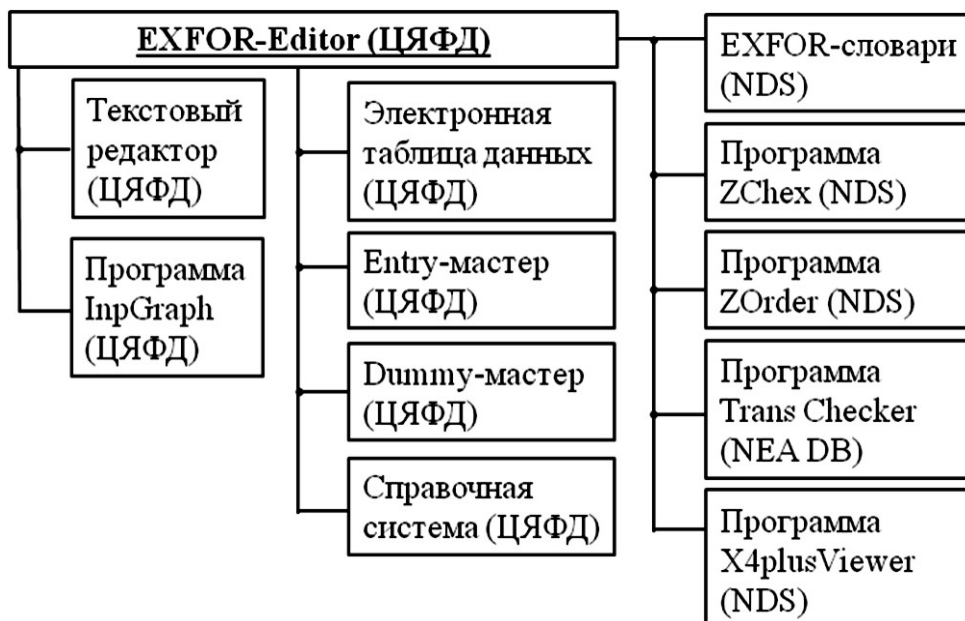 EXFOR-Editor (ЦЯФД)
Текстовый
редактор
(ЦЯФД)
Программа
InpGraph
(ЦЯФД)
Электронная
таблица данных
(ЦЯФД)
Entry-мастер
(ЦЯФД)
Dummy-мастер
(ЦЯФД)
Справочная
система (ЦЯФД)
EXFOR-словари
(NDS)
Программа
ZChex (NDS)
Программа
ZOrder (NDS)
Программа
Trans Checker
(NEA DB)
Программа
X4plusViewer
(NDS)